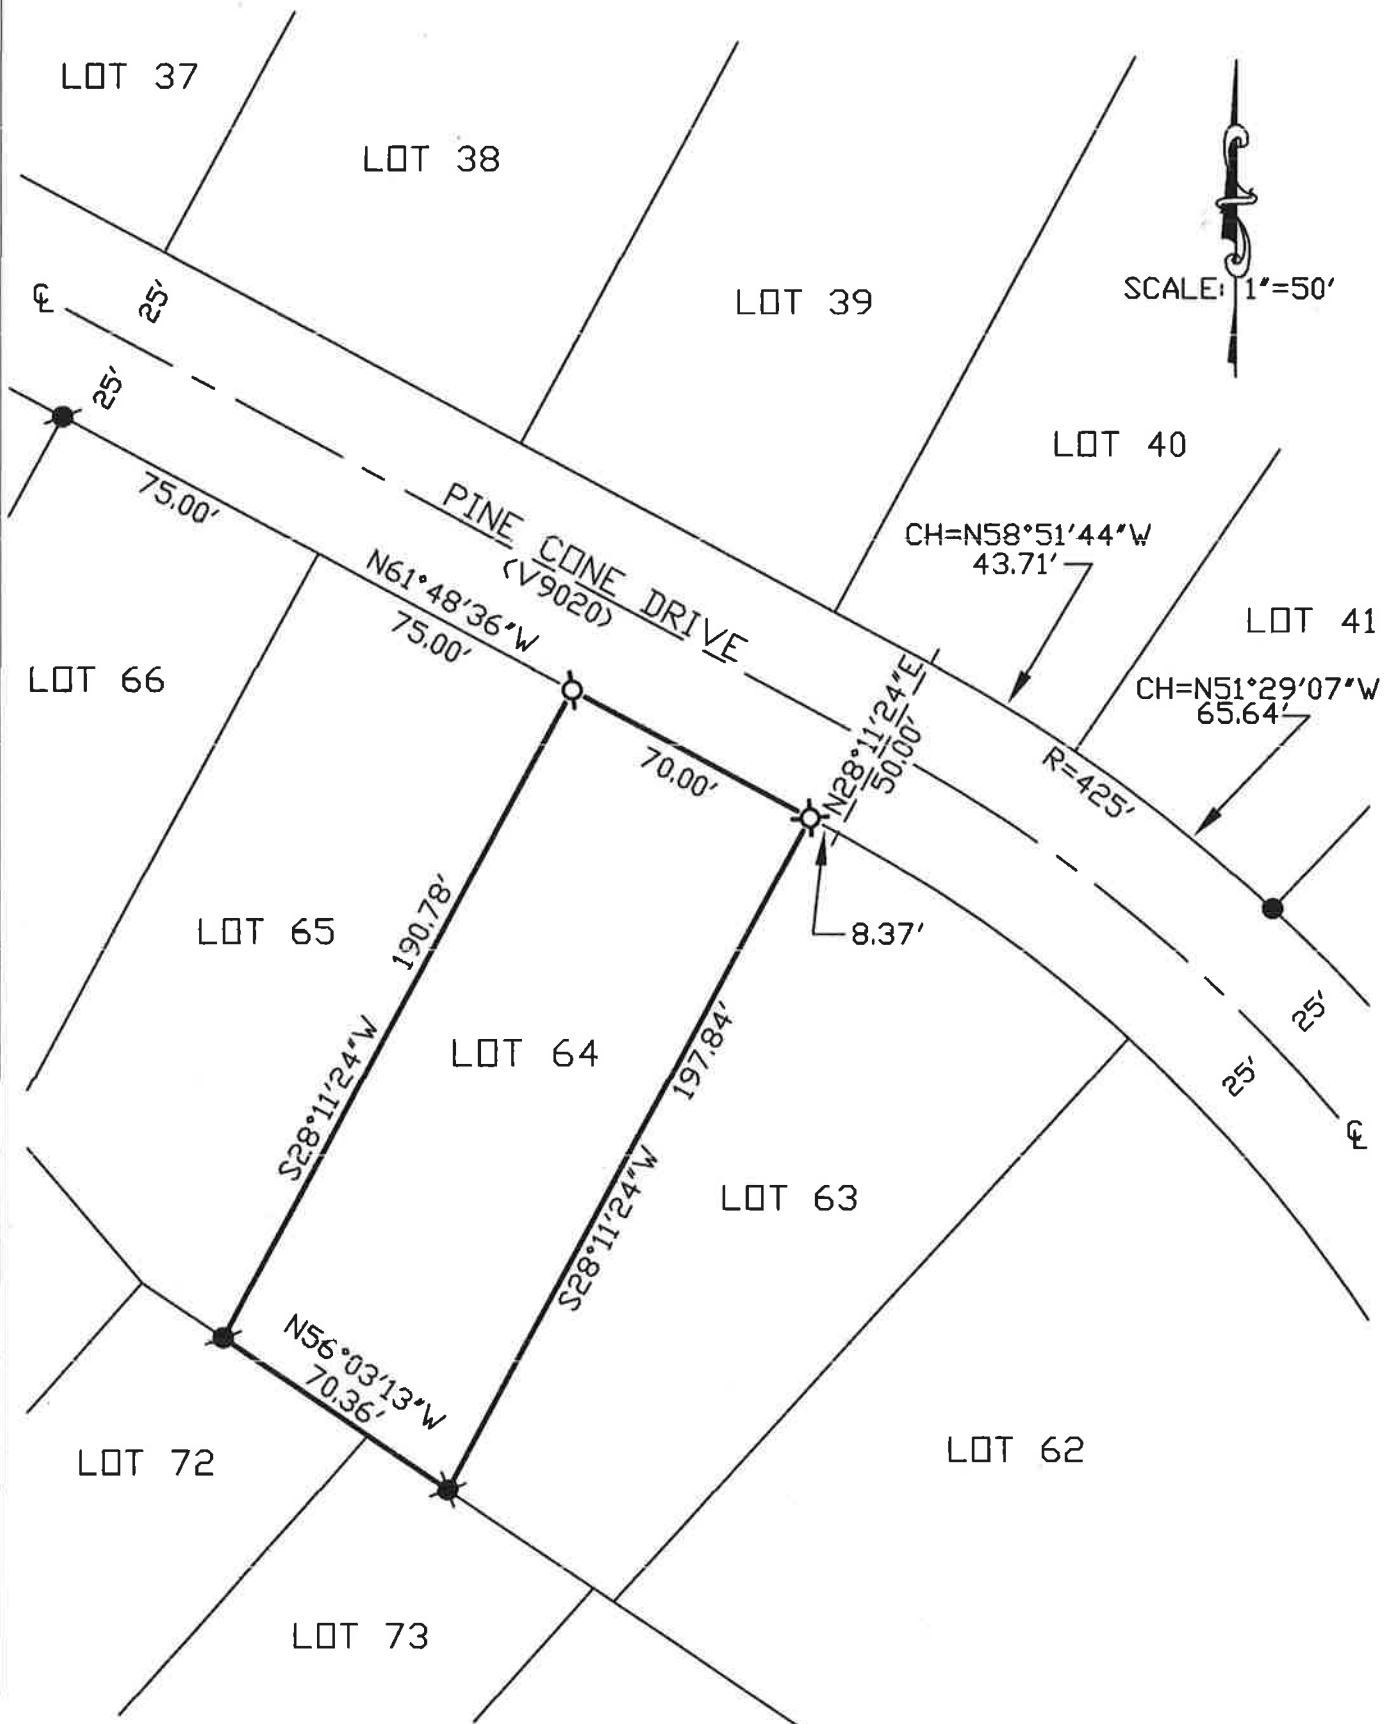 LOT 37
LOT 38
LOT 39
SCALE: 1"=50'
℄
25'
25'
LOT 40
75.00'
PINE CONE DRIVE
(V9020)
CH=N58°51'44"W
43.71'
N61°48'36"W
75.00'
LOT 41
LOT 66
CH=N51°29'07"W
65.64'
N28°11'24"E
50.00'
70.00'
R=425'
190.78'
LOT 65
8.37'
25'
25'
℄
S28°11'24"W
LOT 64
197.84'
S28°11'24"W
LOT 63
N56°03'13"W
70.36'
LOT 72
LOT 62
LOT 73